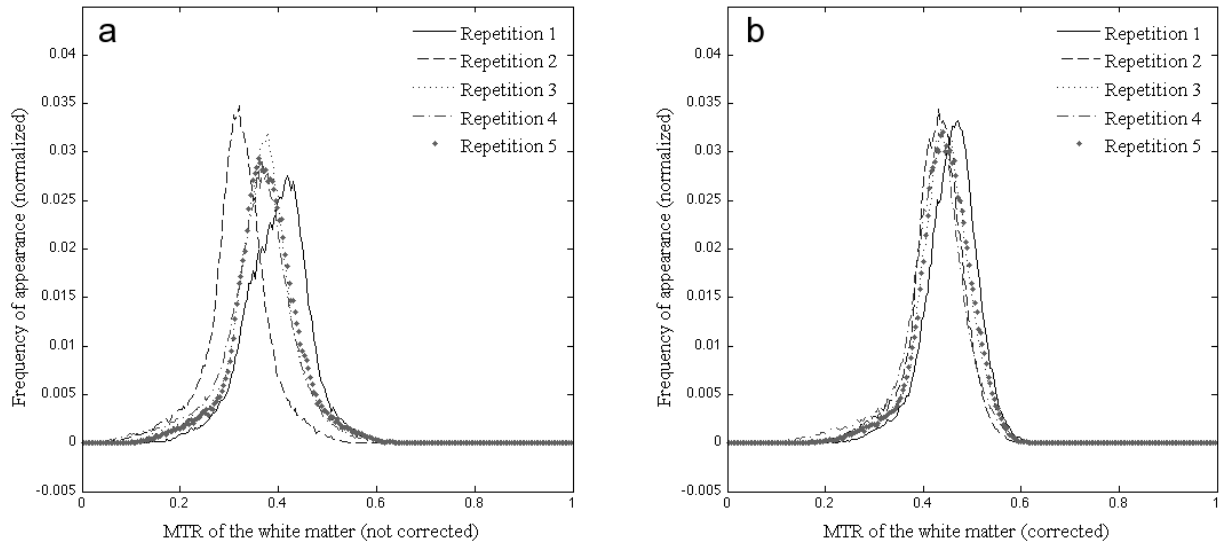 a
Repetition 1
Repetition 2
Repetition 3
Repetition 4
Repetition 5
0.04
0.035
0.03
0.025
0.02
0.015
0.01
0.005
0
-0.005
Frequency of appearance (normalized)
0
0.2
0.4
0.6
0.8
1
MTR of the white matter (not corrected)
b
Repetition 1
Repetition 2
Repetition 3
Repetition 4
Repetition 5
0.04
0.035
0.03
0.025
0.02
0.015
0.01
0.005
0
-0.005
Frequency of appearance (normalized)
0
0.2
0.4
0.6
0.8
1
MTR of the white matter (corrected)